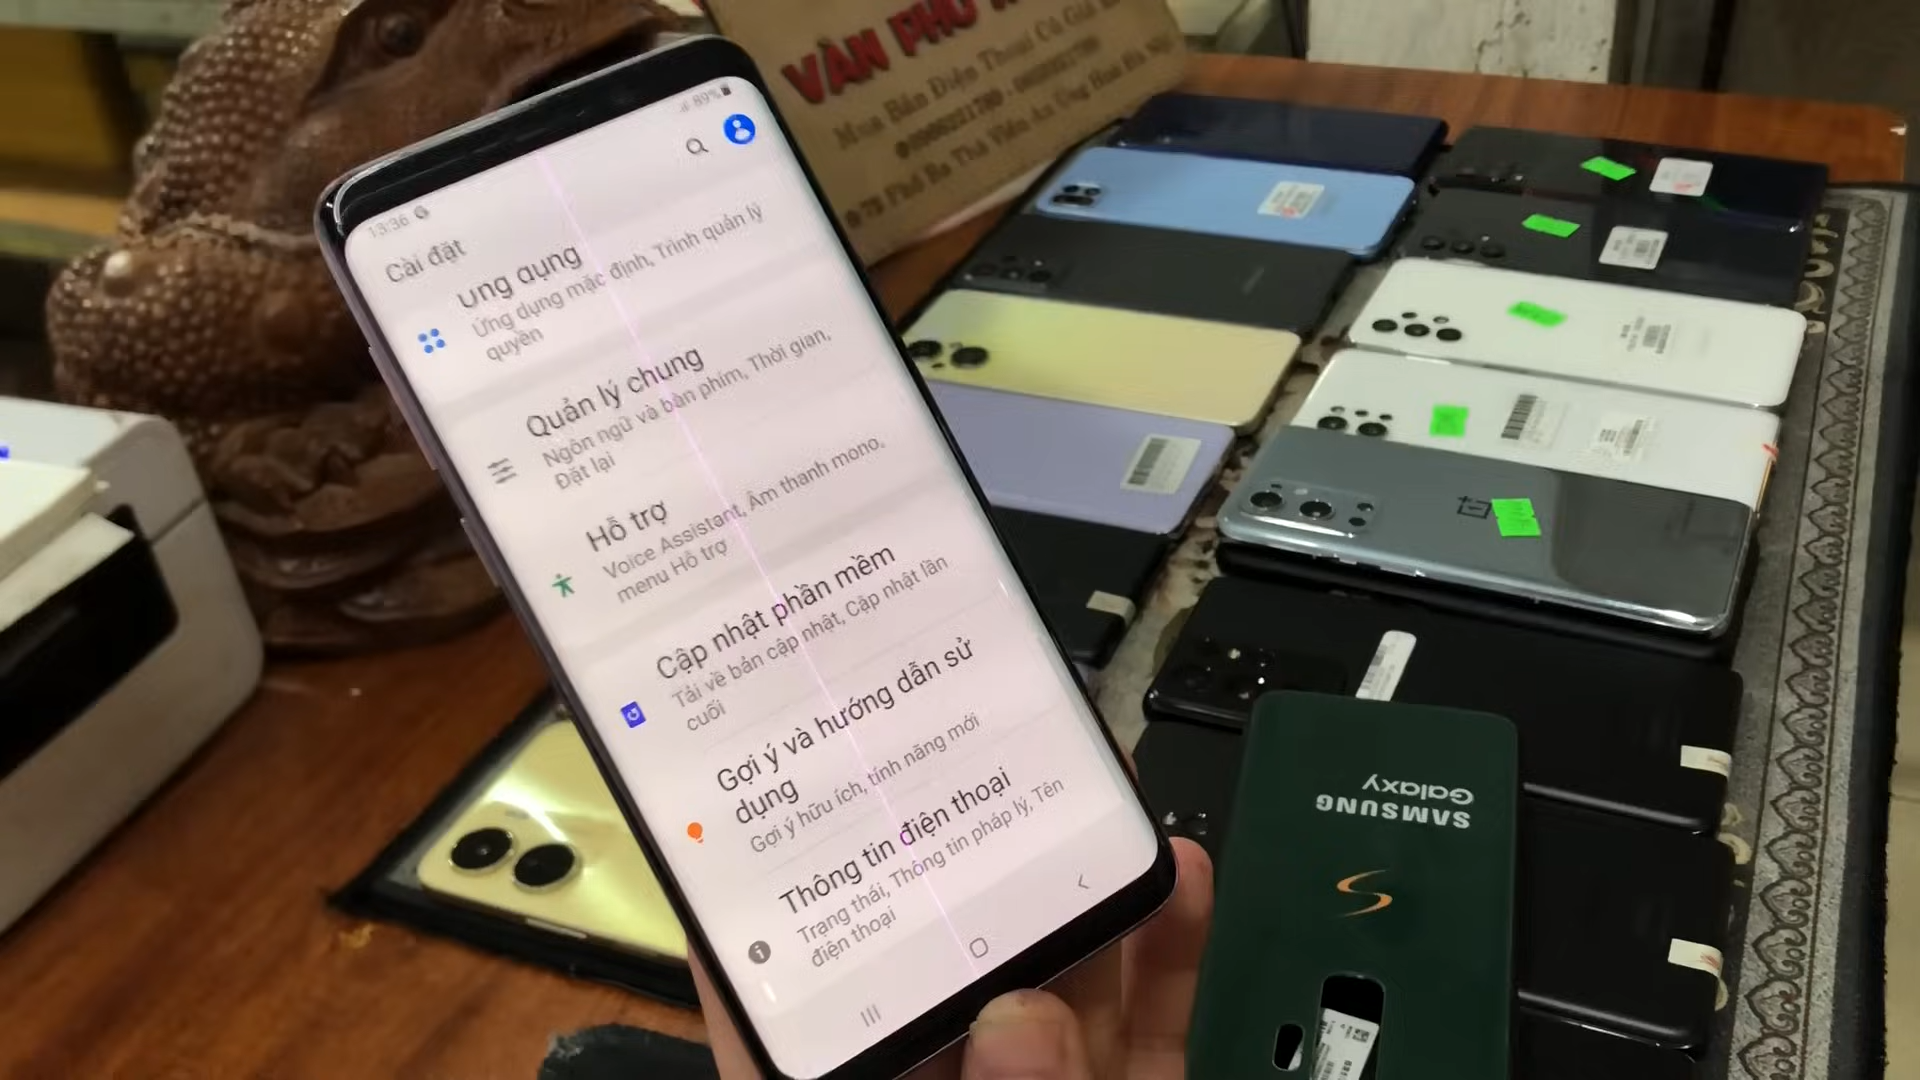 VĂN PHÚ
Mua Bán Điện Thoại Cũ Giá
13:36
89%
Cài đặt
Ứng dụng
Ứng dụng mặc định, Trình quản lý
quyền
Quản lý chung
Ngôn ngữ và bàn phím, Thời gian,
Đặt lại
Hỗ trợ
Voice Assistant, Âm thanh mono,
menu Hỗ trợ
Cập nhật phần mềm
Tải về bản cập nhật, Cập nhật lần
cuối
Gợi ý và hướng dẫn sử
dụng
Gợi ý hữu ích, tính năng mới
Thông tin điện thoại
Trạng thái, Thông tin pháp lý, Tên
điện thoại
SAMSUNG
Galaxy